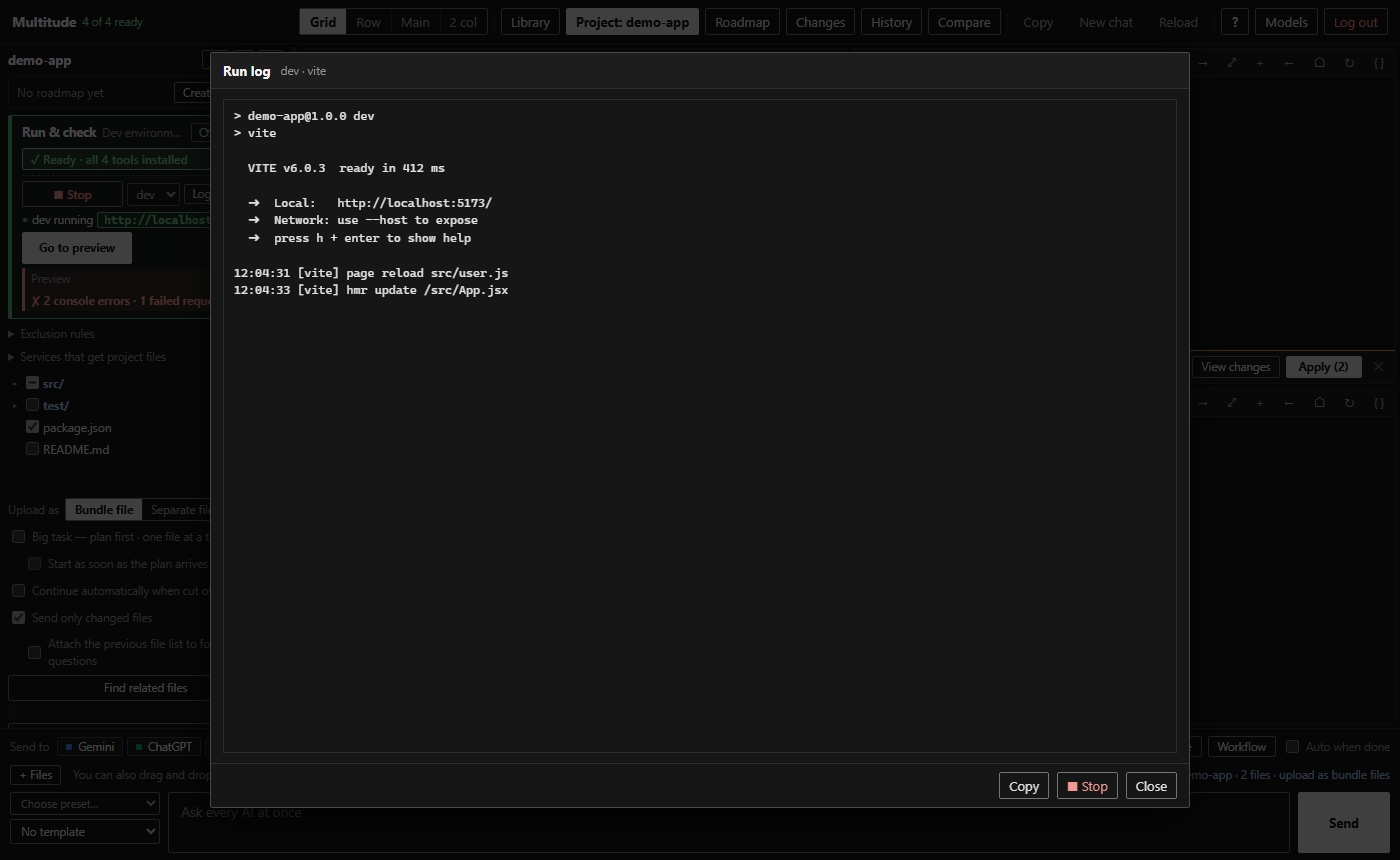 Multitude 4 of 4 ready
Grid Row Main 2 col Library Project: demo-app Roadmap Changes History Compare Copy New chat Reload ? Models Log out
demo-app
No roadmap yet
Run & check Dev environm...
✓ Ready · all 4 tools installed
■ Stop dev
● dev running http://localhost
Go to preview
Preview
✗ 2 console errors · 1 failed
▶ Exclusion rules
▶ Services that get project files
▸ src/
▸ test/
package.json
README.md
Upload as Bundle file Separate
Big task — plan first · one file at a
Start as soon as the plan arrives
Continue automatically when cut
Send only changed files
Attach the previous file list to
questions
Find related files
Run log dev · vite
> demo-app@1.0.0 dev
> vite
VITE v6.0.3 ready in 412 ms
➜ Local: http://localhost:5173/
➜ Network: use --host to expose
➜ press h + enter to show help
12:04:31 [vite] page reload src/user.js
12:04:33 [vite] hmr update /src/App.jsx
Copy ■ Stop Close
View changes Apply (2) ×
Send to Gemini ChatGPT
Workflow Auto when done
+ Files You can also drag and drop
· 2 files · upload as bundle files
Choose preset...
No template
Ask every AI at once
Send